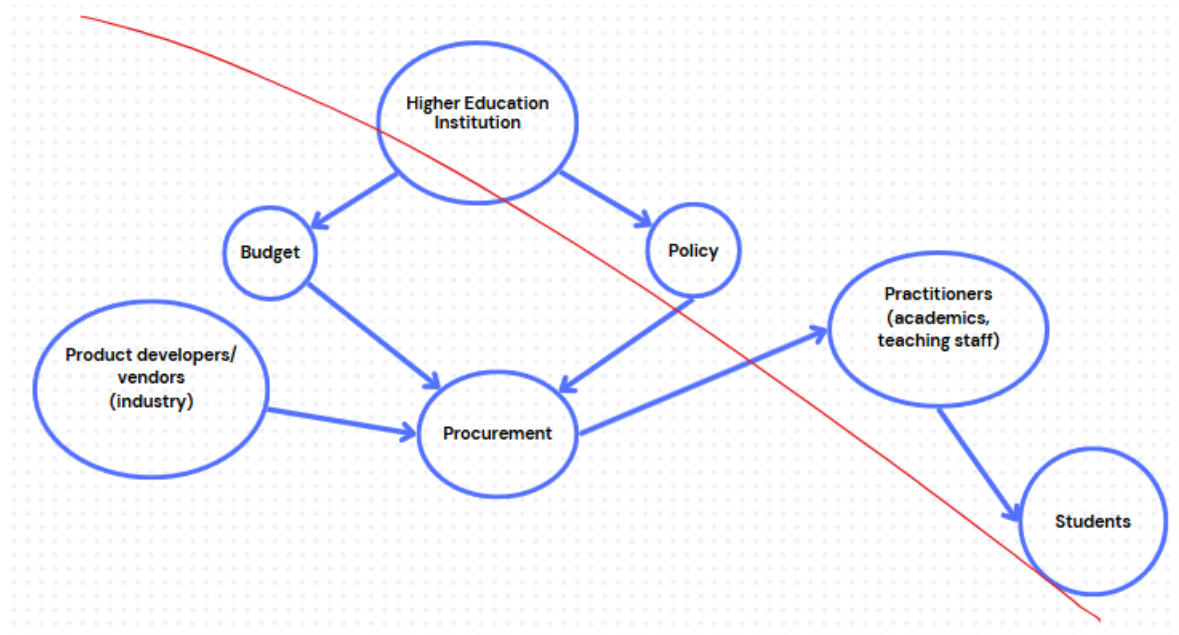 Higher Education
Institution
Budget
Policy
Practitioners
(academics,
teaching staff)
Product developers/
vendors
(industry)
Procurement
Students